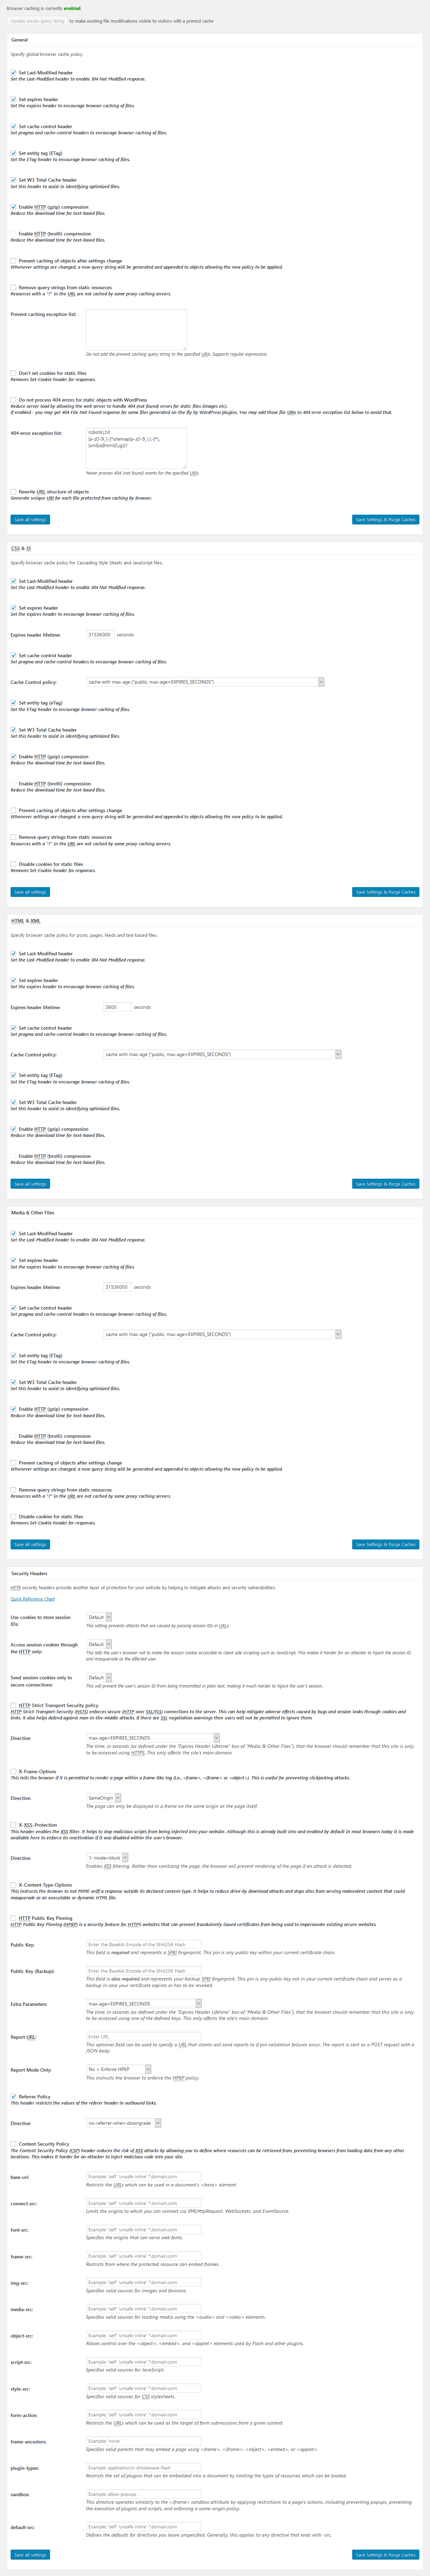 Browser caching is currently enabled.
Update media query string to make existing file modifications visible to visitors with a primed cache
General
Specify global browser cache policy.
Set Last-Modified header
Set the Last-Modified header to enable 304 Not Modified response.
Set expires header
Set the expires header to encourage browser caching of files.
Set cache control header
Set pragma and cache-control headers to encourage browser caching of files.
Set entity tag (ETag)
Set the ETag header to encourage browser caching of files.
Set W3 Total Cache header
Set this header to assist in identifying optimized files.
Enable HTTP (gzip) compression
Reduce the download time for text-based files.
Enable HTTP (brotli) compression
Reduce the download time for text-based files.
Prevent caching of objects after settings change
Whenever settings are changed, a new query string will be generated and appended to objects allowing the new policy to be applied.
Remove query strings from static resources
Resources with a "?" in the URL are not cached by some proxy caching servers.
Prevent caching exception list:
Do not add the prevent caching query string to the specified URIs. Supports regular expressions.
Don't set cookies for static files
Removes Set-Cookie header for responses.
Do not process 404 errors for static objects with WordPress
Reduce server load by allowing the web server to handle 404 (not found) errors for static files (images etc).
If enabled - you may get 404 File Not Found response for some files generated on-the-fly by WordPress plugins. You may add those file URIs to 404 error exception list below to avoid that.
404 error exception list:
robots\.txt
[a-z0-9_\-]*sitemap[a-z0-9_\.\-]*\.
(xml|xsl|html)(\.gz)?
Never process 404 (not found) events for the specified URIs.
Rewrite URL structure of objects
Generate unique URI for each file protected from caching by browser.
Save all settings
Save Settings & Purge Caches
CSS & JS
Specify browser cache policy for Cascading Style Sheets and JavaScript files.
Set Last-Modified header
Set the Last-Modified header to enable 304 Not Modified response.
Set expires header
Set the expires header to encourage browser caching of files.
Expires header lifetime: 31536000 seconds
Set cache control header
Set pragma and cache-control headers to encourage browser caching of files.
Cache Control policy: cache with max-age ("public, max-age=EXPIRES_SECONDS")
Set entity tag (eTag)
Set the ETag header to encourage browser caching of files.
Set W3 Total Cache header
Set this header to assist in identifying optimized files.
Enable HTTP (gzip) compression
Reduce the download time for text-based files.
Enable HTTP (brotli) compression
Reduce the download time for text-based files.
Prevent caching of objects after settings change
Whenever settings are changed, a new query string will be generated and appended to objects allowing the new policy to be applied.
Remove query strings from static resources
Resources with a "?" in the URL are not cached by some proxy caching servers.
Disable cookies for static files
Removes Set-Cookie header for responses.
Save all settings
Save Settings & Purge Caches
HTML & XML
Specify browser cache policy for posts, pages, feeds and text-based files.
Set Last-Modified header
Set the Last-Modified header to enable 304 Not Modified response.
Set expires header
Set the expires header to encourage browser caching of files.
Expires header lifetime: 3600 seconds
Set cache control header
Set pragma and cache-control headers to encourage browser caching of files.
Cache Control policy: cache with max-age ("public, max-age=EXPIRES_SECONDS")
Set entity tag (ETag)
Set the ETag header to encourage browser caching of files.
Set W3 Total Cache header
Set this header to assist in identifying optimized files.
Enable HTTP (gzip) compression
Reduce the download time for text-based files.
Enable HTTP (brotli) compression
Reduce the download time for text-based files.
Save all settings
Save Settings & Purge Caches
Media & Other Files
Set Last-Modified header
Set the Last-Modified header to enable 304 Not Modified response.
Set expires header
Set the expires header to encourage browser caching of files.
Expires header lifetime: 31536000 seconds
Set cache control header
Set pragma and cache-control headers to encourage browser caching of files.
Cache Control policy: cache with max-age ("public, max-age=EXPIRES_SECONDS")
Set entity tag (ETag)
Set the ETag header to encourage browser caching of files.
Set W3 Total Cache header
Set this header to assist in identifying optimized files.
Enable HTTP (gzip) compression
Reduce the download time for text-based files.
Enable HTTP (brotli) compression
Reduce the download time for text-based files.
Prevent caching of objects after settings change
Whenever settings are changed, a new query string will be generated and appended to objects allowing the new policy to be applied.
Remove query strings from static resources
Resources with a "?" in the URL are not cached by some proxy caching servers.
Disable cookies for static files
Removes Set-Cookie header for responses.
Save all settings
Save Settings & Purge Caches
Security Headers
HTTP security headers provide another layer of protection for your website by helping to mitigate attacks and security vulnerabilities.
Quick Reference Chart
Use cookies to store session IDs: Default
This setting prevents attacks that are caused by passing session IDs in URLs.
Access session cookies through the HTTP only: Default
This tells the user's browser not to make the session cookie accessible to client side scripting such as JavaScript. This makes it harder for an attacker to hijack the session ID
and masquerade as the effected user.
Send session cookies only to secure connections: Default
This will prevent the user's session ID from being transmitted in plain text, making it much harder to hijack the user's session.
HTTP Strict Transport Security policy
HTTP Strict-Transport-Security (HSTS) enforces secure (HTTP over SSL/TLS) connections to the server. This can help mitigate adverse effects caused by bugs and session leaks through cookies and
links. It also helps defend against man-in-the-middle attacks. If there are SSL negotiation warnings then users will not be permitted to ignore them.
Directive: max-age=EXPIRES_SECONDS
The time, in seconds (as defined under the "Expires Header Lifetime" box of "Media & Other Files"), that the browser should remember that this site is only
to be accessed using HTTPS. This only affects the site's main domain.
X-Frame-Options
This tells the browser if it is permitted to render a page within a frame-like tag (i.e., <frame>, <iframe> or <object>). This is useful for preventing clickjacking attacks.
Directive: SameOrigin
The page can only be displayed in a frame on the same origin as the page itself.
X-XSS-Protection
This header enables the XSS filter. It helps to stop malicious scripts from being injected into your website. Although this is already built into and enabled by default in most browsers today it is made
available here to enforce its reactivation if it was disabled within the user's browser.
Directive: 1; mode=block
Enables XSS filtering. Rather than sanitizing the page, the browser will prevent rendering of the page if an attack is detected.
X-Content-Type-Options
This instructs the browser to not MIME-sniff a response outside its declared content-type. It helps to reduce drive-by download attacks and stops sites from serving malevolent content that could
masquerade as an executable or dynamic HTML file.
HTTP Public Key Pinning
HTTP Public Key Pinning (HPKP) is a security feature for HTTPS websites that can prevent fraudulently issued certificates from being used to impersonate existing secure websites.
Public Key: Enter the Base64-Encode of the SHA256 Hash
This field is required and represents a SPKI fingerprint. This pin is any public key within your current certificate chain.
Public Key (Backup): Enter the Base64-Encode of the SHA256 Hash
This field is also required and represents your backup SPKI fingerprint. This pin is any public key not in your current certificate chain and serves as a
backup in case your certificate expires or has to be revoked.
Extra Parameters: max-age=EXPIRES_SECONDS
The time, in seconds (as defined under the "Expires Header Lifetime" box of "Media & Other Files"), that the browser should remember that this site is only
to be accessed using one of the defined keys. This only affects the site's main domain.
Report URL: Enter URL
This optional field can be used to specify a URL that clients will send reports to if pin validation failures occur. The report is sent as a POST request with a
JSON body.
Report Mode Only: No = Enforce HPKP
This instructs the browser to enforce the HPKP policy.
Referrer Policy
This header restricts the values of the referer header in outbound links.
Directive: no-referrer-when-downgrade
Content Security Policy
The Content Security Policy (CSP) header reduces the risk of XSS attacks by allowing you to define where resources can be retrieved from, preventing browsers from loading data from any other
locations. This makes it harder for an attacker to inject malicious code into your site.
base-uri: Example: 'self' 'unsafe-inline' *.domain.com
Restricts the URLs which can be used in a document's <base> element.
connect-src: Example: 'self' 'unsafe-inline' *.domain.com
Limits the origins to which you can connect via XMLHttpRequest, WebSockets, and EventSource.
font-src: Example: 'self' 'unsafe-inline' *.domain.com
Specifies the origins that can serve web fonts.
frame-src: Example: 'self' 'unsafe-inline' *.domain.com
Restricts from where the protected resource can embed frames.
img-src: Example: 'self' 'unsafe-inline' *.domain.com
Specifies valid sources for images and favicons.
media-src: Example: 'self' 'unsafe-inline' *.domain.com
Specifies valid sources for loading media using the <audio> and <video> elements.
object-src: Example: 'self' 'unsafe-inline' *.domain.com
Allows control over the <object>, <embed>, and <applet> elements used by Flash and other plugins.
script-src: Example: 'self' 'unsafe-inline' *.domain.com
Specifies valid sources for JavaScript.
style-src: Example: 'self' 'unsafe-inline' *.domain.com
Specifies valid sources for CSS stylesheets.
form-action: Example: 'self' 'unsafe-inline' *.domain.com
Restricts the URLs which can be used as the target of form submissions from a given context.
frame-ancestors: Example: 'none'
Specifies valid parents that may embed a page using <frame>, <iframe>, <object>, <embed>, or <applet>.
plugin-types: Example: application/x-shockwave-flash
Restricts the set of plugins that can be embedded into a document by limiting the types of resources which can be loaded.
sandbox: Example: allow-popups
This directive operates similarly to the <iframe> sandbox attribute by applying restrictions to a page's actions, including preventing popups, preventing
the execution of plugins and scripts, and enforcing a same-origin policy.
default-src: Example: 'self' 'unsafe-inline' *.domain.com
Defines the defaults for directives you leave unspecified. Generally, this applies to any directive that ends with -src.
Save all settings
Save Settings & Purge Caches